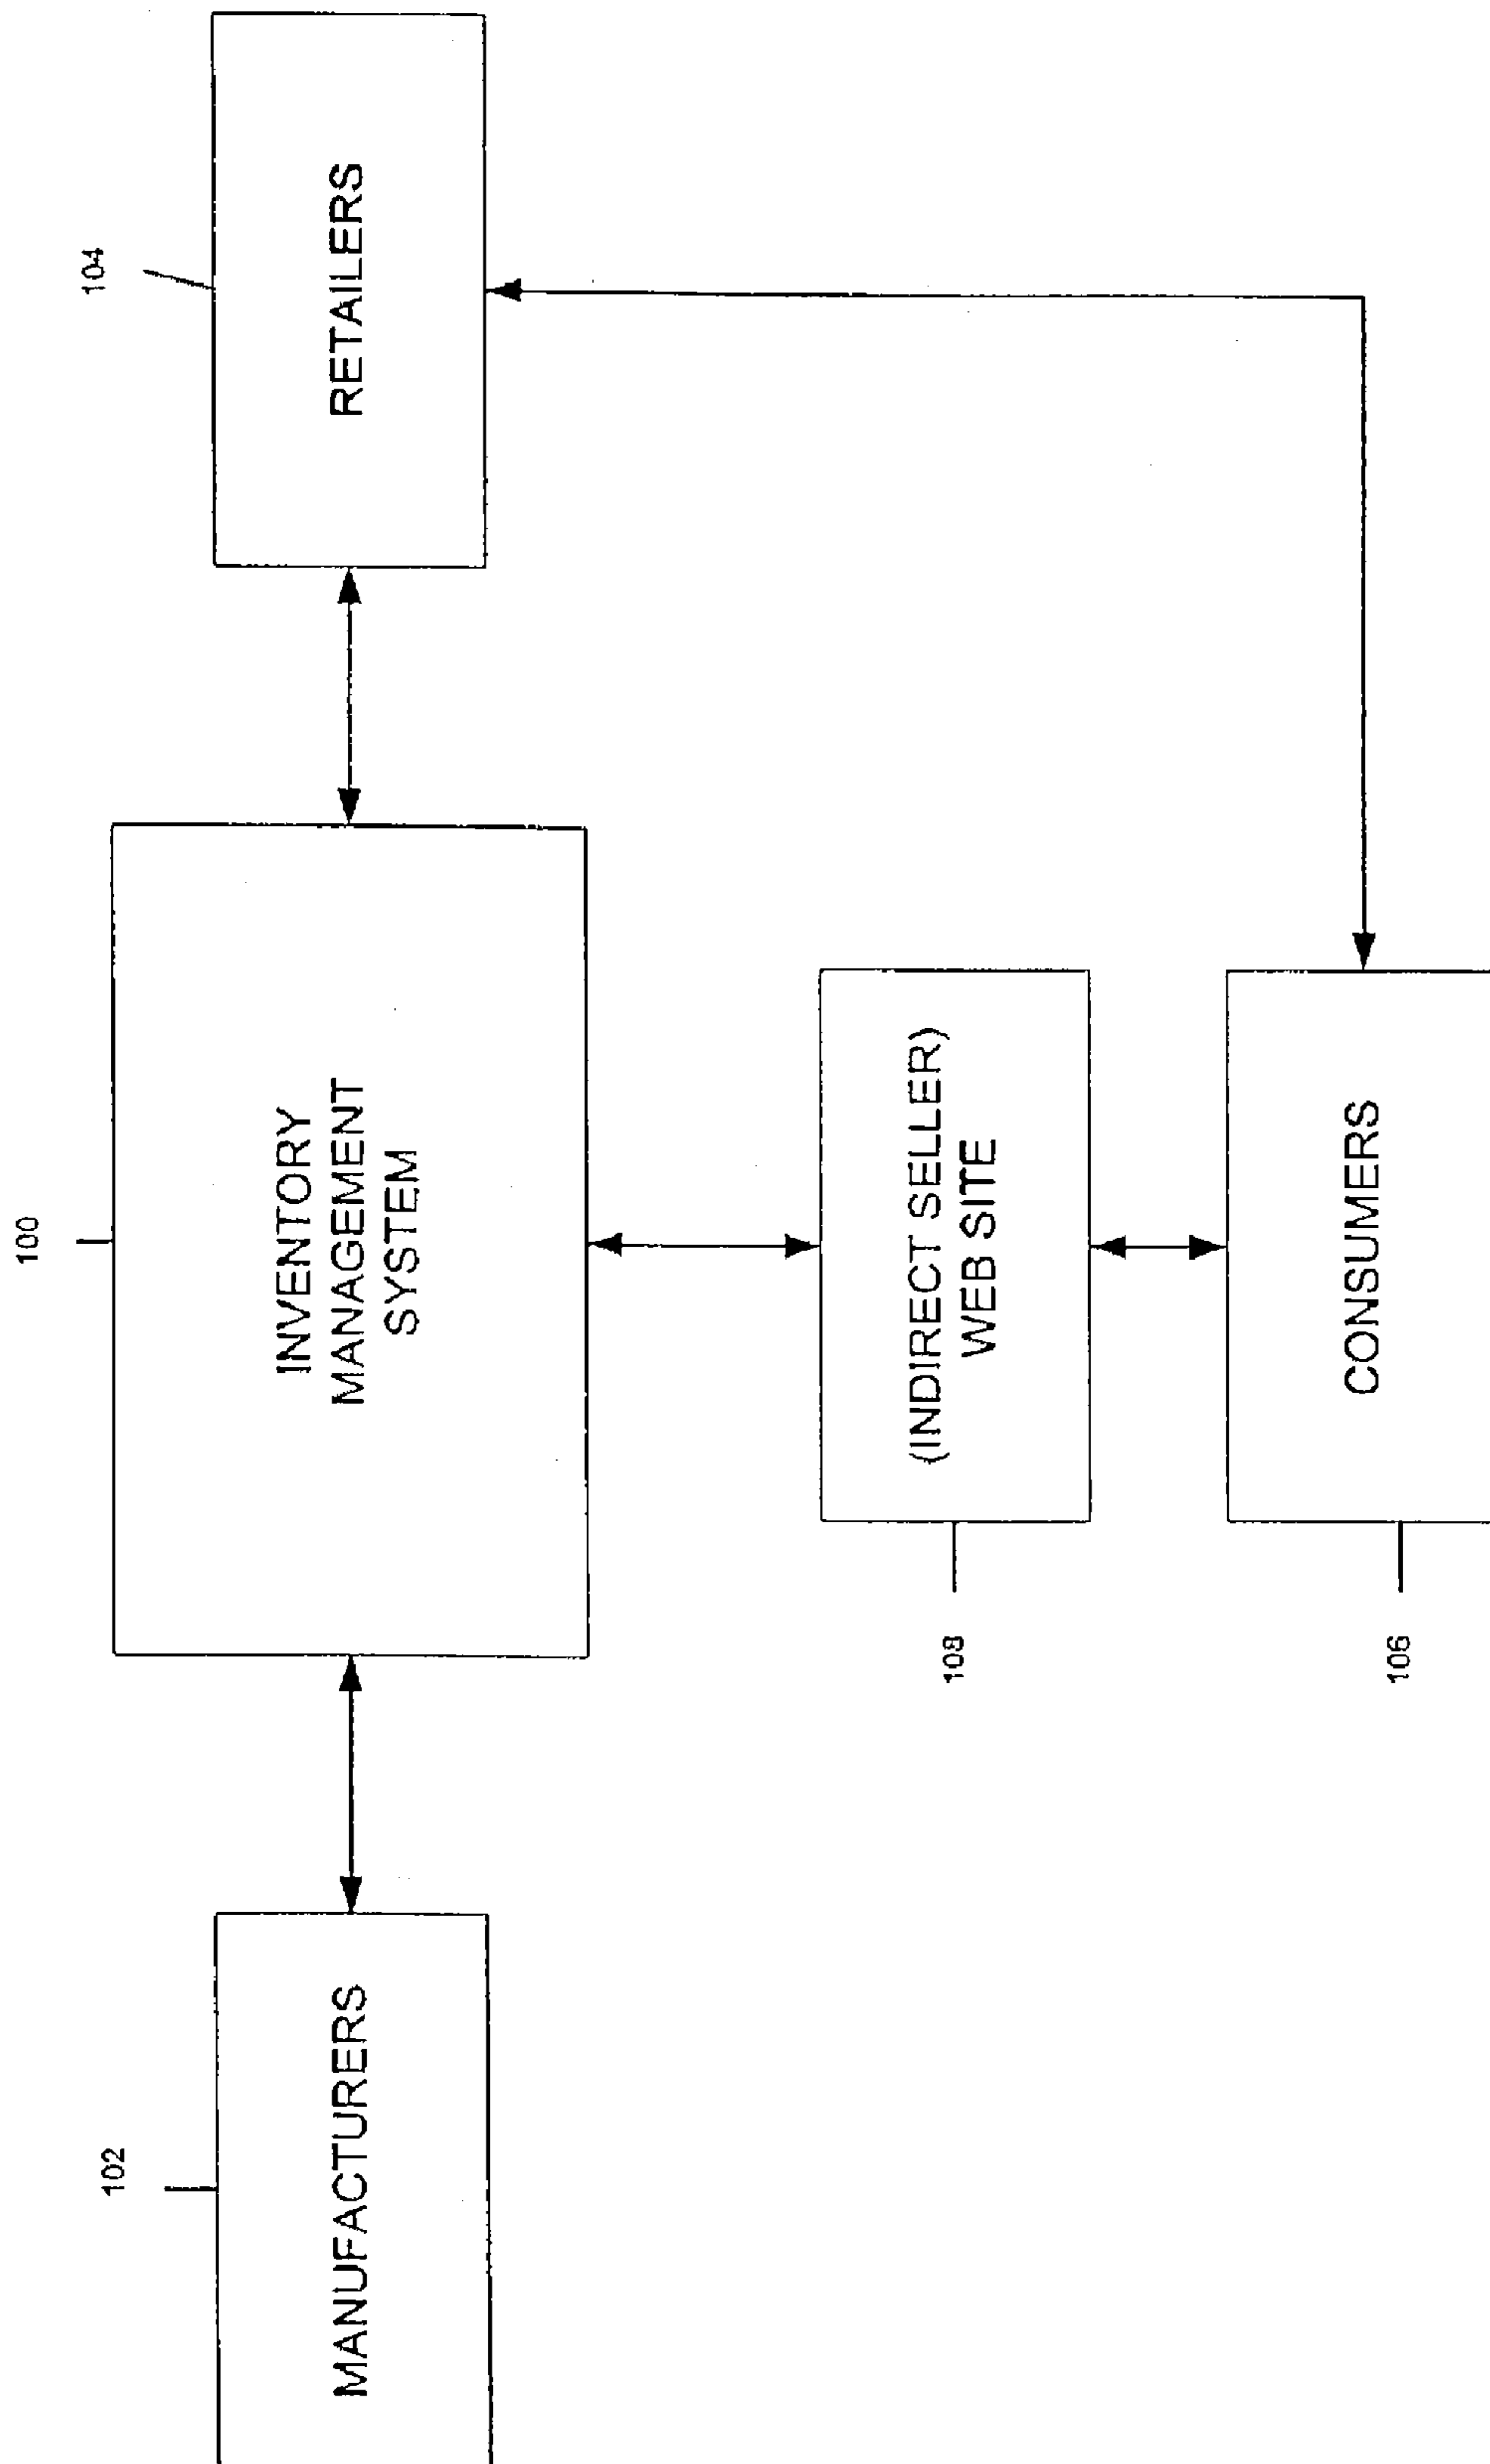 100
INVENTORY
MANAGEMENT
SYSTEM
102
MANUFACTURERS
104
RETAILERS
108
(INDIRECT SELLER)
WEB SITE
106
CONSUMERS